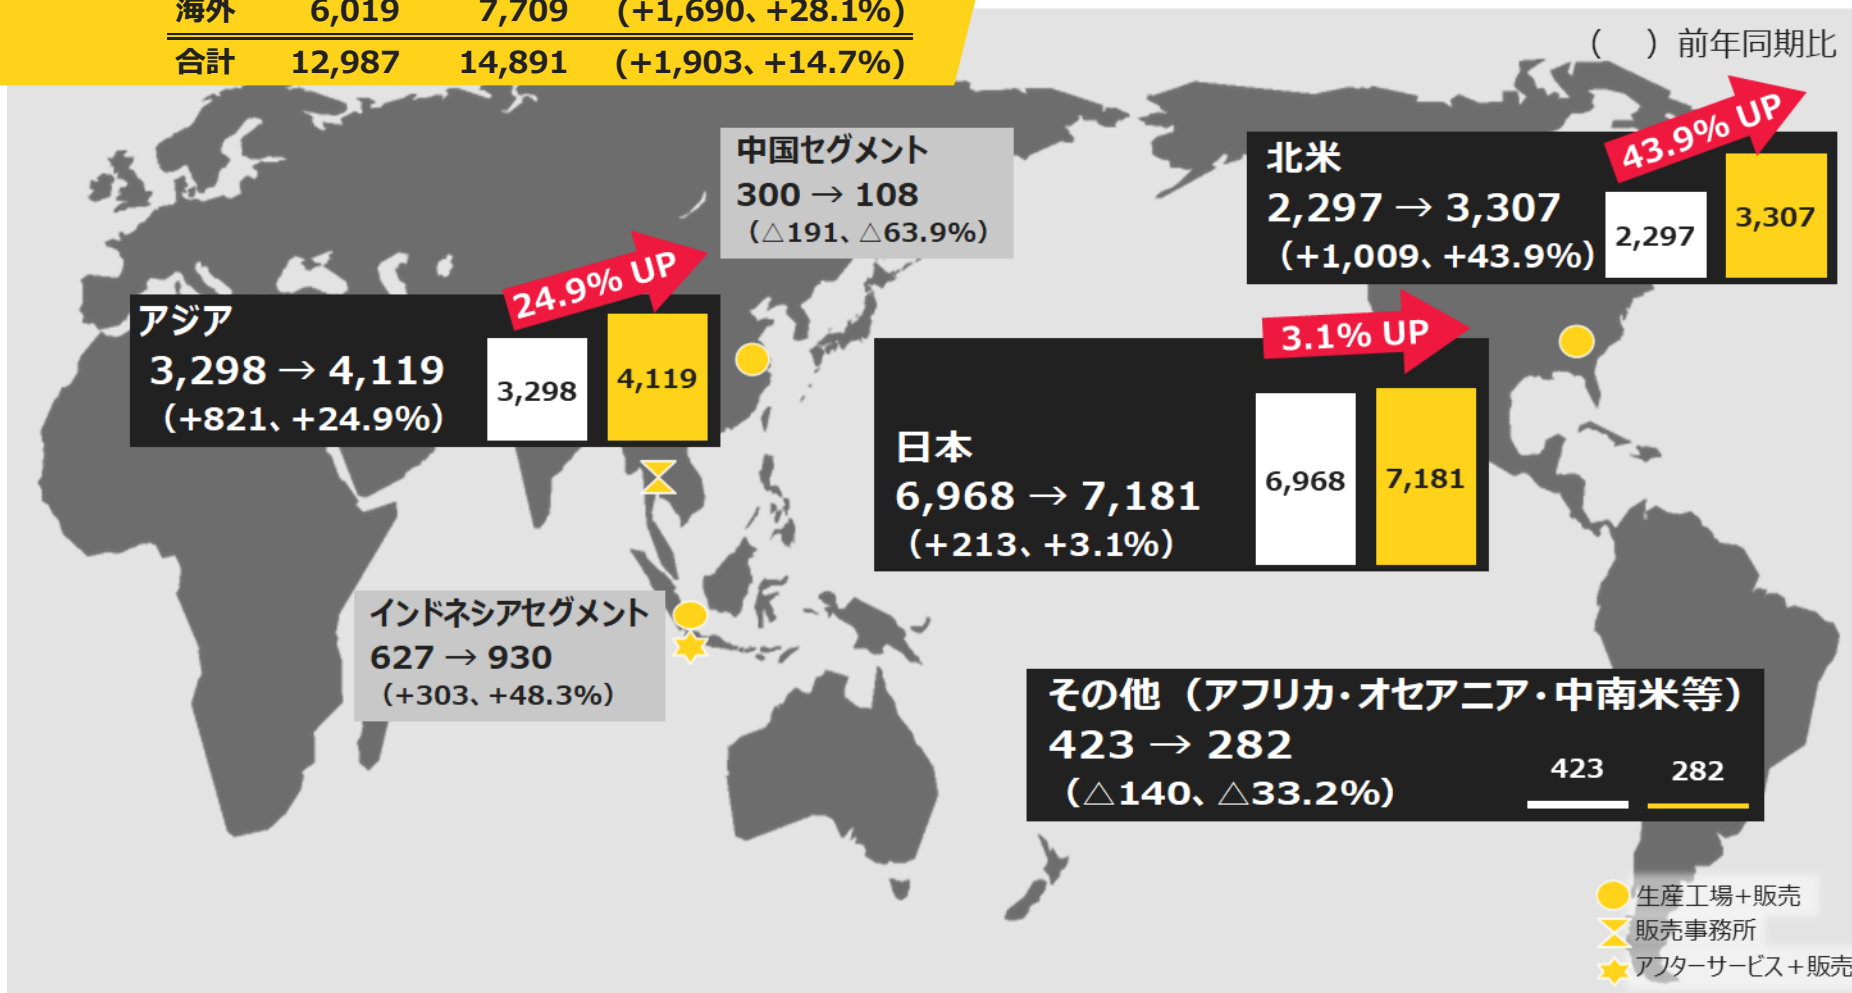 海外 6,019 7,709 (+1,690、+28.1%)
合計 12,987 14,891 (+1,903、+14.7%)
（　）前年同期比
中国セグメント
300 → 108
（△191、△63.9%）
43.9% UP
北米
2,297 → 3,307
（+1,009、+43.9%）
2,297
3,307
24.9% UP
アジア
3,298 → 4,119
（+821、+24.9%）
3,298
4,119
3.1% UP
日本
6,968 → 7,181
（+213、+3.1%）
6,968
7,181
インドネシアセグメント
627 → 930
（+303、+48.3%）
その他（アフリカ・オセアニア・中南米等）
423 → 282
（△140、△33.2%）
423
282
生産工場+販売
販売事務所
アフターサービス＋販売